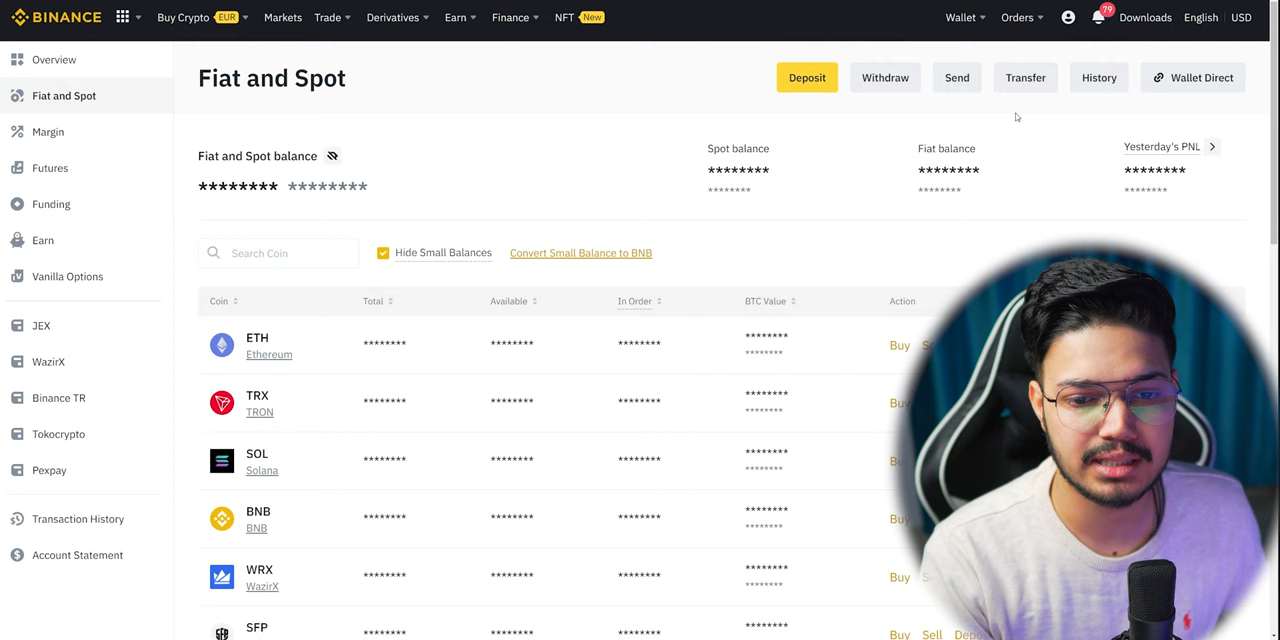 BINANCE Buy Crypto EUR Markets Trade Derivatives Earn Finance NFT New Wallet Orders 79 Downloads English USD
Overview
Fiat and Spot
Margin
Futures
Funding
Earn
Vanilla Options
JEX
WazirX
Binance TR
Tokocrypto
Pexpay
Transaction History
Account Statement
Fiat and Spot
Deposit Withdraw Send Transfer History Wallet Direct
Fiat and Spot balance
******** ********
Spot balance
********
********
Fiat balance
********
********
Yesterday's PNL
********
********
Search Coin Hide Small Balances Convert Small Balance to BNB
Coin Total Available In Order BTC Value Action
ETH
Ethereum
******** ******** ******** ********
********
Buy
TRX
TRON
******** ******** ******** ********
********
Buy
SOL
Solana
******** ******** ******** ********
********
BNB
BNB
******** ******** ******** ********
********
Buy
WRX
WazirX
******** ******** ******** ********
********
Buy
SFP
******** ******** ******** ********
Buy Sell